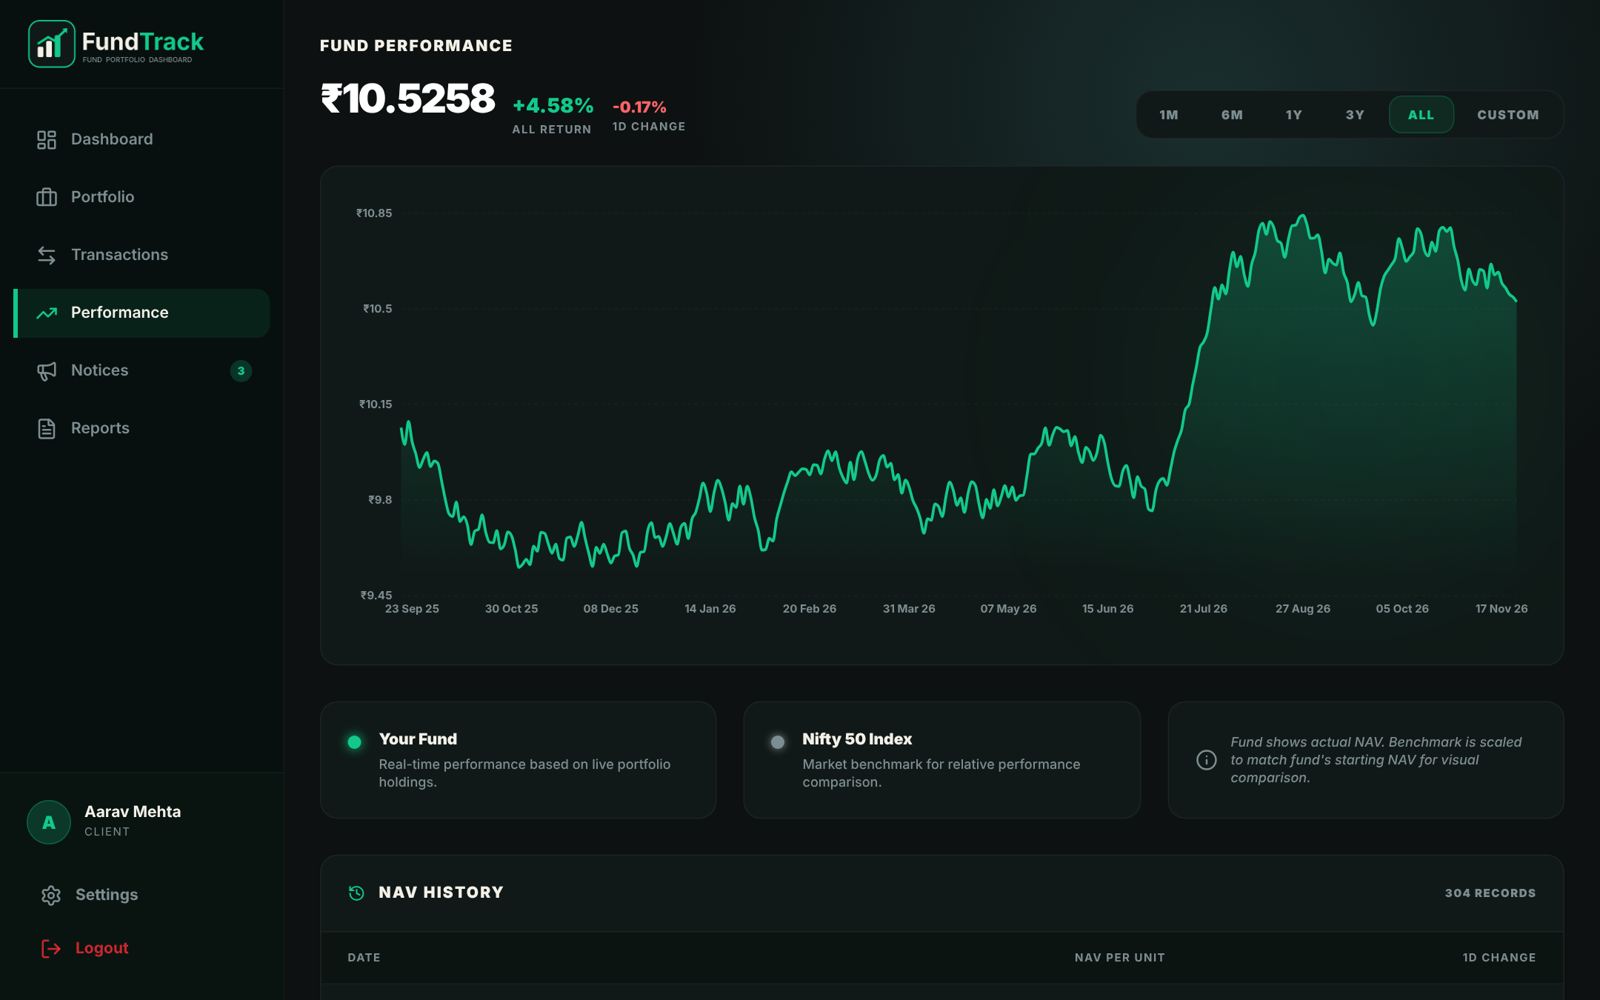 FundTrack
FUND PORTFOLIO DASHBOARD
Dashboard
Portfolio
Transactions
Performance
Notices 3
Reports
A
Aarav Mehta
CLIENT
Settings
Logout
FUND PERFORMANCE
₹10.5258
+4.58%
ALL RETURN
-0.17%
1D CHANGE
1M 6M 1Y 3Y ALL CUSTOM
₹10.85
₹10.5
₹10.15
₹9.8
₹9.45
23 Sep 25 30 Oct 25 08 Dec 25 14 Jan 26 20 Feb 26 31 Mar 26 07 May 26 15 Jun 26 21 Jul 26 27 Aug 26 05 Oct 26 17 Nov 26
Your Fund
Real-time performance based on live portfolio
holdings.
Nifty 50 Index
Market benchmark for relative performance
comparison.
Fund shows actual NAV. Benchmark is scaled
to match fund's starting NAV for visual
comparison.
NAV HISTORY
304 RECORDS
DATE NAV PER UNIT 1D CHANGE